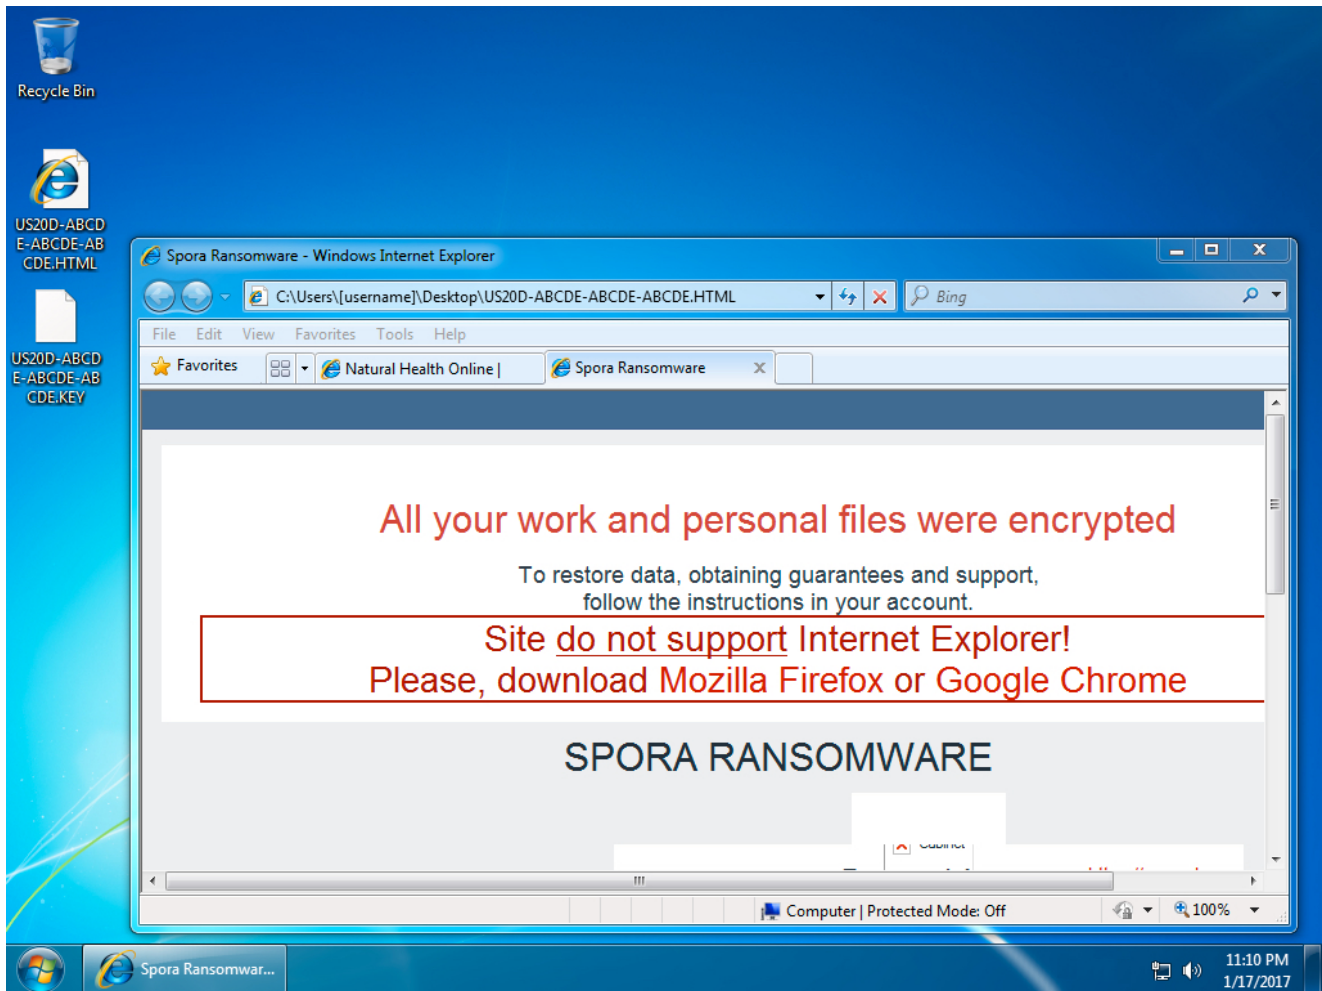 Recycle Bin
US20D-ABCD
E-ABCDE-AB
CDE.HTML
US20D-ABCD
E-ABCDE-AB
CDE.KEY
Spora Ransomware - Windows Internet Explorer
C:\Users\[username]\Desktop\US20D-ABCDE-ABCDE-ABCDE.HTML
Bing
File Edit View Favorites Tools Help
Favorites
Natural Health Online |
Spora Ransomware
All your work and personal files were encrypted
To restore data, obtaining guarantees and support,
follow the instructions in your account.
Site do not support Internet Explorer!
Please, download Mozilla Firefox or Google Chrome
SPORA RANSOMWARE
Cabinet
Computer | Protected Mode: Off
100%
Spora Ransomwar...
11:10 PM
1/17/2017